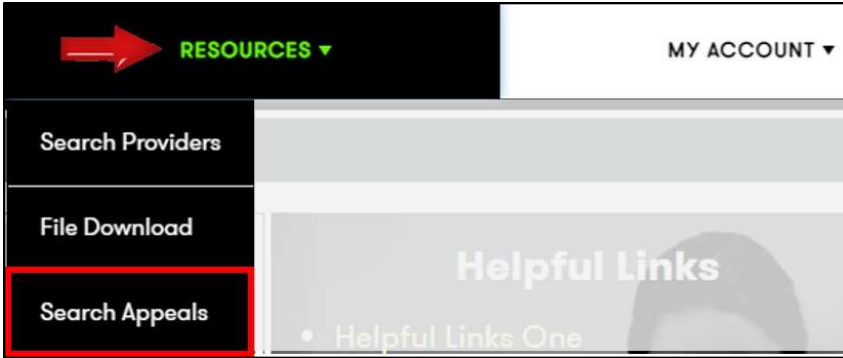 RESOURCES ▼
MY ACCOUNT ▼
Search Providers
File Download
Search Appeals
Helpful Links
• Helpful Links One